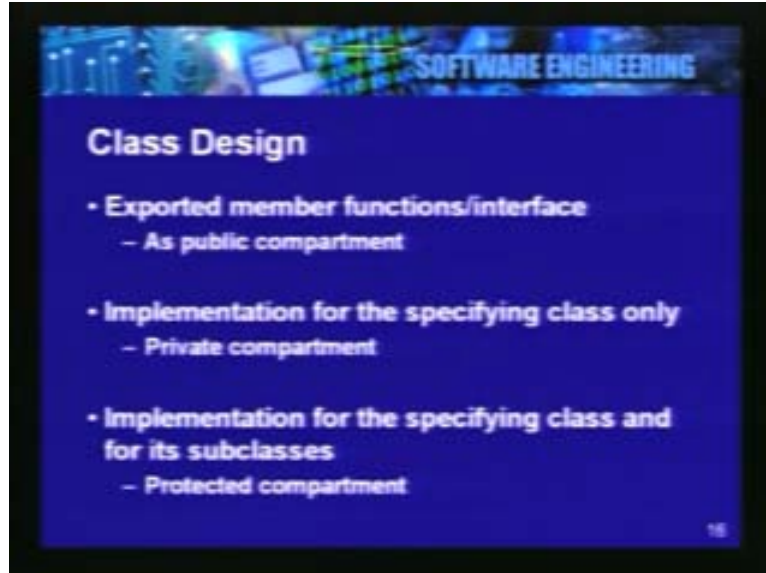 SOFTWARE ENGINEERING
Class Design
• Exported member functions/interface
– As public compartment
• Implementation for the specifying class only
– Private compartment
• Implementation for the specifying class and
for its subclasses
– Protected compartment
16